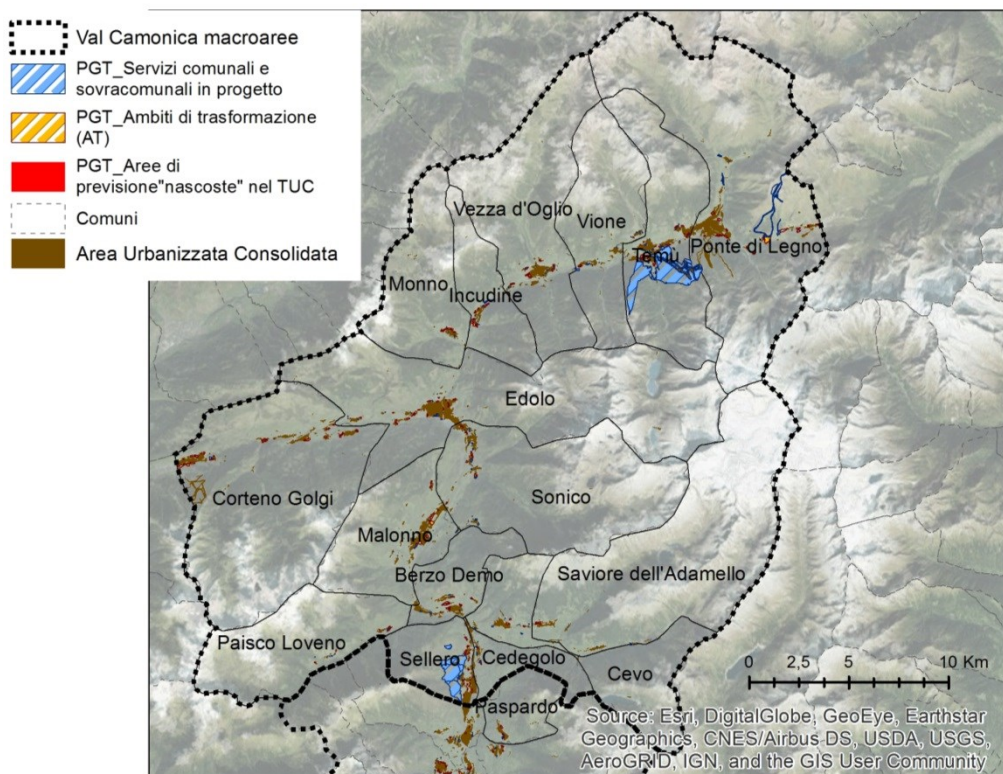 Val Camonica macroaree
PGT_Servizi comunali e
sovracomunali in progetto
PGT_Ambiti di trasformazione
(AT)
PGT_Aree di
previsione"nascoste" nel TUC
Comuni
Area Urbanizzata Consolidata
Vezza d'Oglio
Vione
Ponte di Legno
Temù
Monno
Incudine
Edolo
Corteno Golgi
Sonico
Malonno
Berzo Demo
Saviore dell'Adamello
Paisco Loveno
Sellero
Cedegolo
Cevo
Paspardo
0 2,5 5 10 Km
Source: Esri, DigitalGlobe, GeoEye, Earthstar
Geographics, CNES/Airbus DS, USDA, USGS,
AeroGRID, IGN, and the GIS User Community